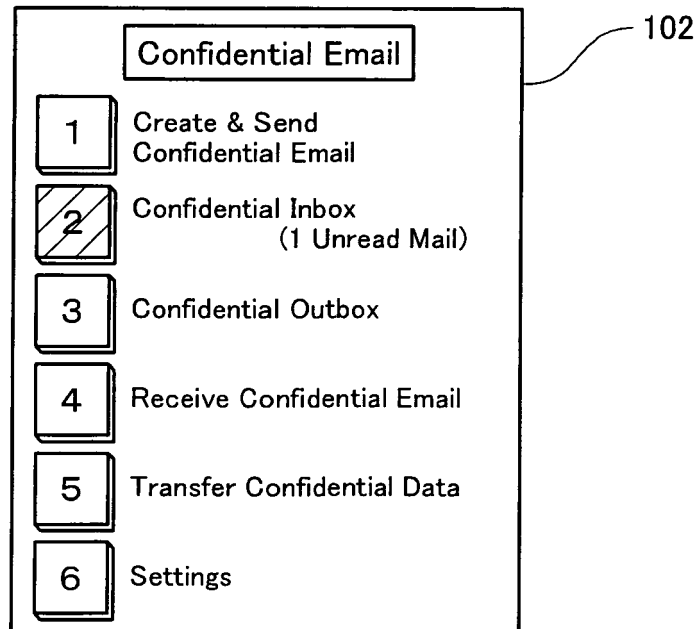 102
Confidential Email
1 Create & Send
Confidential Email
2 Confidential Inbox
(1 Unread Mail)
3 Confidential Outbox
4 Receive Confidential Email
5 Transfer Confidential Data
6 Settings